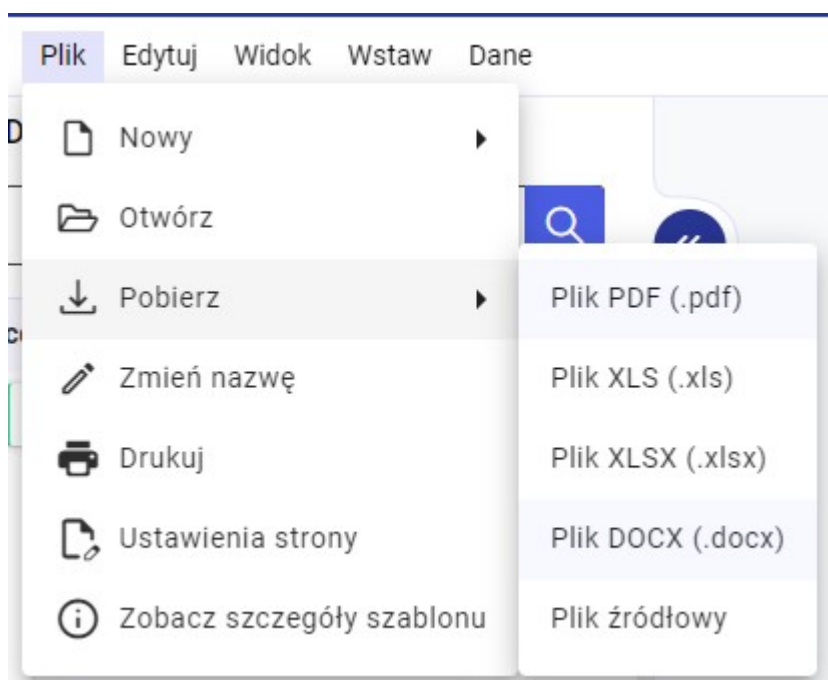 Plik Edytuj Widok Wstaw Dane
Nowy
Otwórz
Pobierz
Zmień nazwę
Drukuj
Ustawienia strony
Zobacz szczegóły szablonu
Plik PDF (.pdf)
Plik XLS (.xls)
Plik XLSX (.xlsx)
Plik DOCX (.docx)
Plik źródłowy